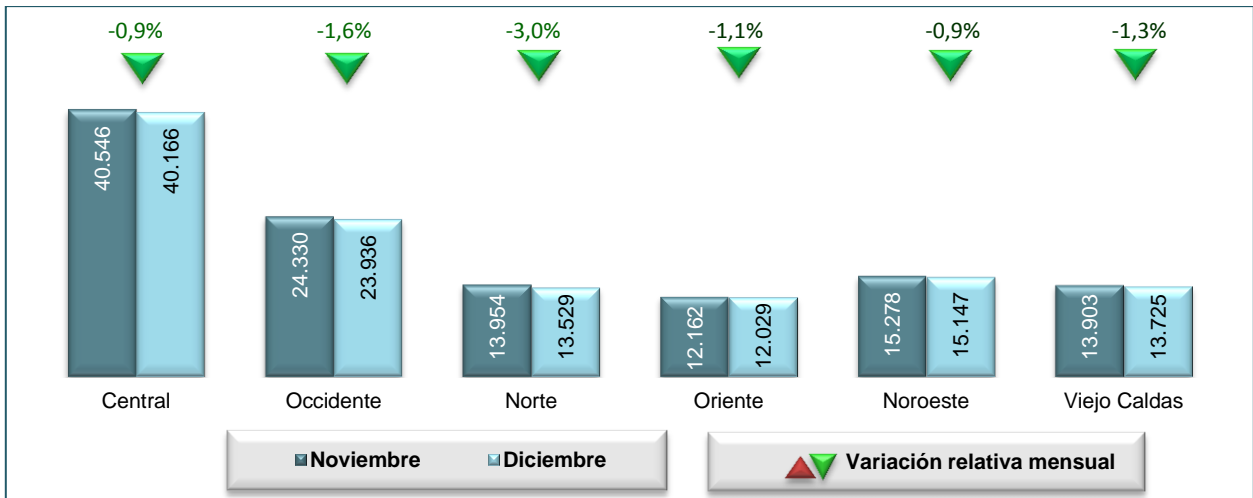 -0,9% -1,6% -3,0% -1,1% -0,9% -1,3%
40.546 40.166 24.330 23.936 13.954 13.529 12.162 12.029 15.278 15.147 13.903 13.725
Central Occidente Norte Oriente Noroeste Viejo Caldas
Noviembre Diciembre Variación relativa mensual